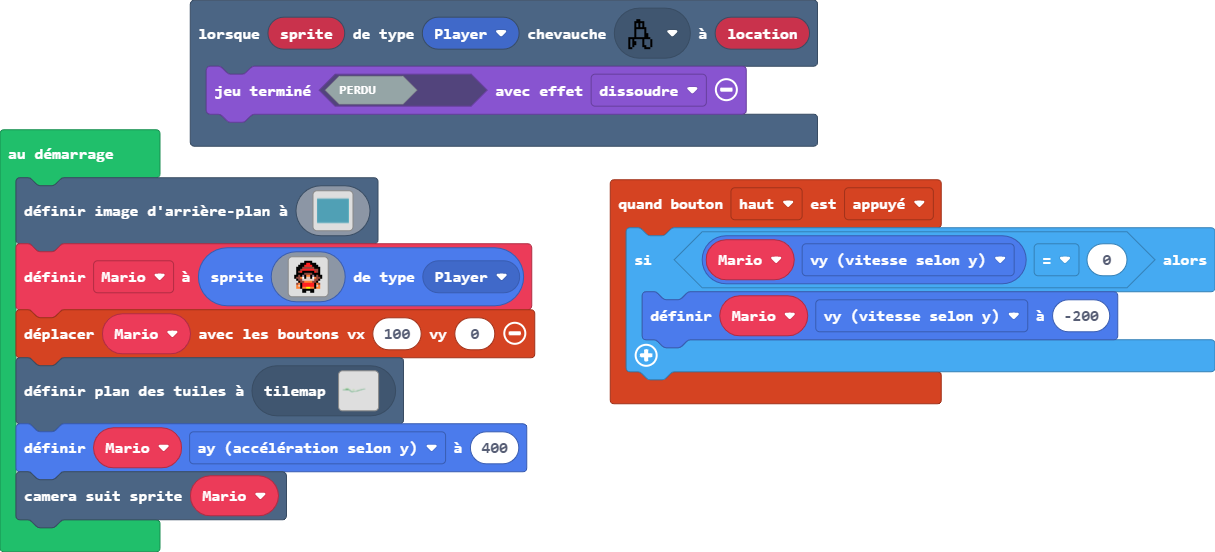 lorsque sprite de type Player chevauche à location
jeu terminé PERDU avec effet dissoudre
au démarrage
définir image d'arrière-plan à
définir Mario à sprite de type Player
déplacer Mario avec les boutons vx 100 vy 0
définir plan des tuiles à tilemap
définir Mario ay (accélération selon y) à 400
camera suit sprite Mario
quand bouton haut est appuyé
si Mario vy (vitesse selon y) = 0 alors
définir Mario vy (vitesse selon y) à -200